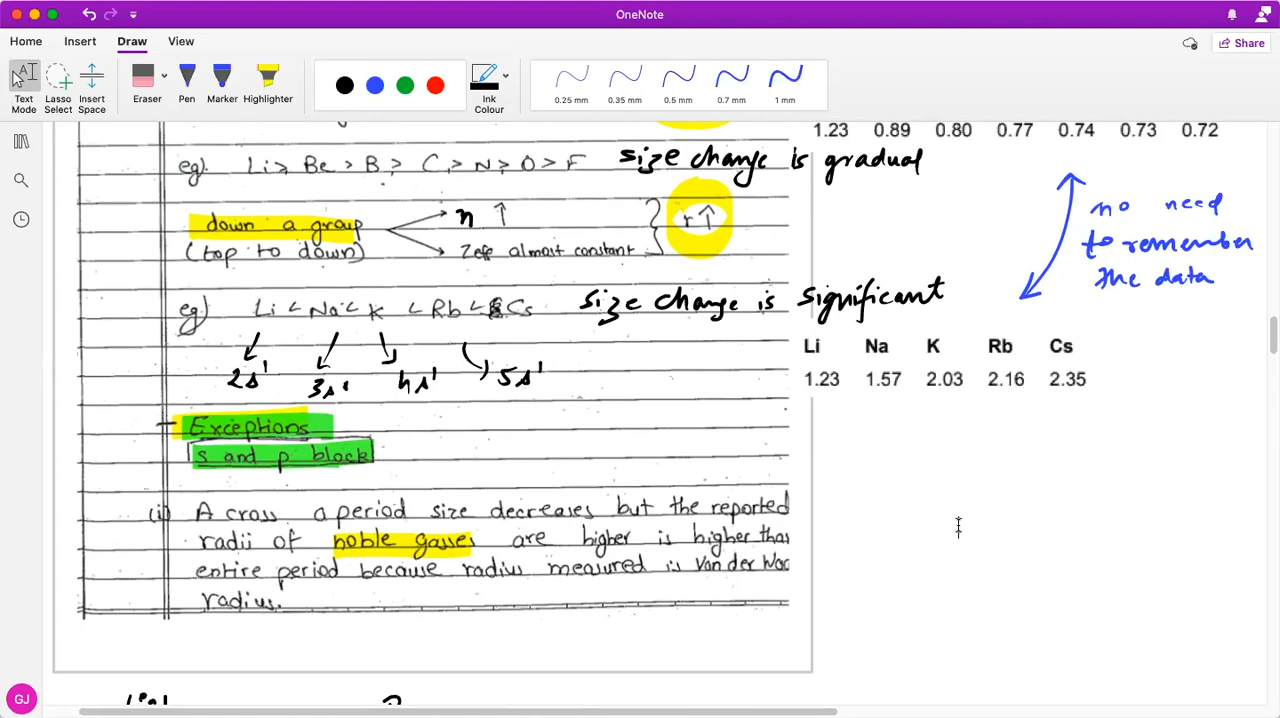 OneNote
Home Insert Draw View
Share
Text Mode
Lasso Select
Insert Space
Eraser
Pen
Marker
Highlighter
Ink Colour
0.25 mm 0.35 mm 0.5 mm 0.7 mm 1 mm
1.23 0.89 0.80 0.77 0.74 0.73 0.72
eg). Li > Be > B > C > N > O > F size change is gradual
down a group n ↑
(top to down) Zeff almost constant
r↑
no need
to remember
the data
eg.) Li < Na < K < Rb < Cs size change is significant
2s¹ 3s¹ 4s¹ 5s¹
Li Na K Rb Cs
1.23 1.57 2.03 2.16 2.35
Exceptions
s and p block
(i) Across a period size decreases but the reported
radii of noble gasses are higher is higher than
entire period because radius measured is Van der Waa
radius.
GJ